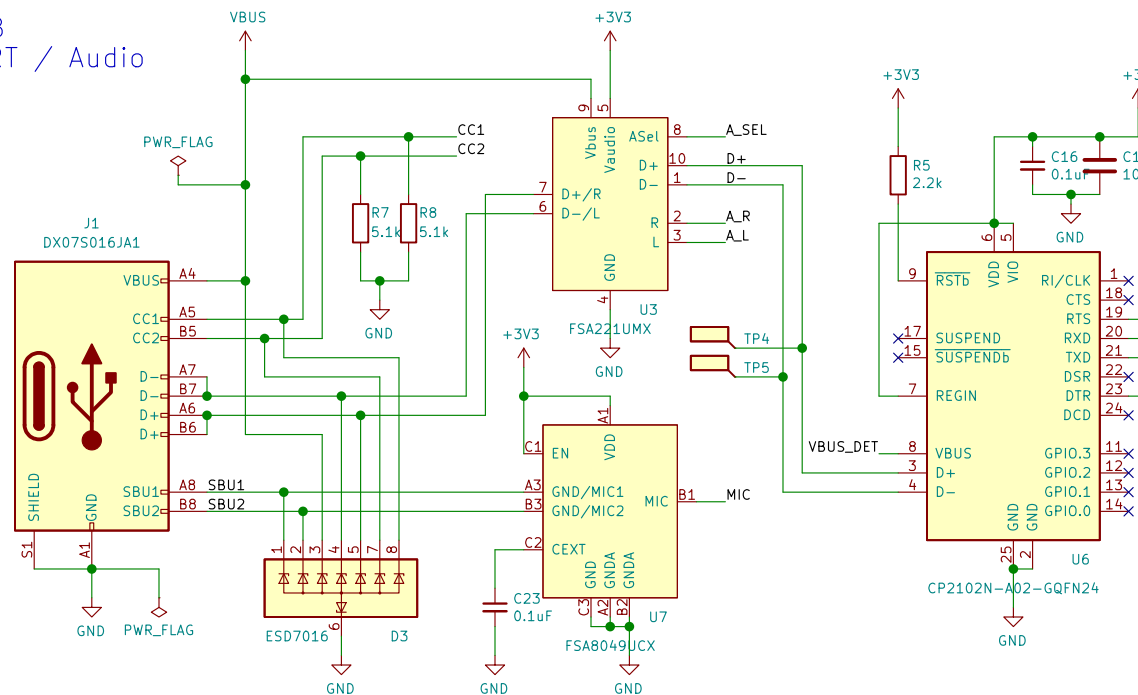 VBUS
+3V3
/ Audio
CC1
CC2
PWR_FLAG
+3V3
J1
DX07S016JA1
VBUS
A4
CC1
A5
CC2
B5
D-
A7
D-
B7
D+
A6
D+
B6
SBU1
A8
SBU1
SBU2
B8
SBU2
SHIELD
GND
S1
A1
GND
PWR_FLAG
R7
5.1k
R8
5.1k
GND
1
2
3
4
5
7
8
6
ESD7016
D3
GND
9
5
Vbus
Vaudio
ASel
8
A_SEL
D+
10
D+
D-
1
D-
7
D+/R
6
D-/L
R
2
A_R
L
3
A_L
GND
4
U3
FSA221UMX
GND
+3V3
TP4
TP5
A1
VDD
C1
EN
A3
GND/MIC1
B3
GND/MIC2
MIC
B1
MIC
C2
CEXT
GND
GNDA
GNDA
C3
A2
B2
U7
FSA8049UCX
C23
0.1uF
GND
GND
R5
2.2k
C16
0.1uF
GND
6
5
VDD
VIO
9
RSTb
17
SUSPEND
15
SUSPENDb
7
REGIN
VBUS_DET
8
VBUS
3
D+
4
D-
RI/CLK
1
CTS
18
RTS
19
RXD
20
TXD
21
DSR
22
DTR
23
DCD
24
GPIO.3
11
GPIO.2
12
GPIO.1
13
GPIO.0
14
GND
GND
25
2
U6
CP2102N-A02-GQFN24
GND